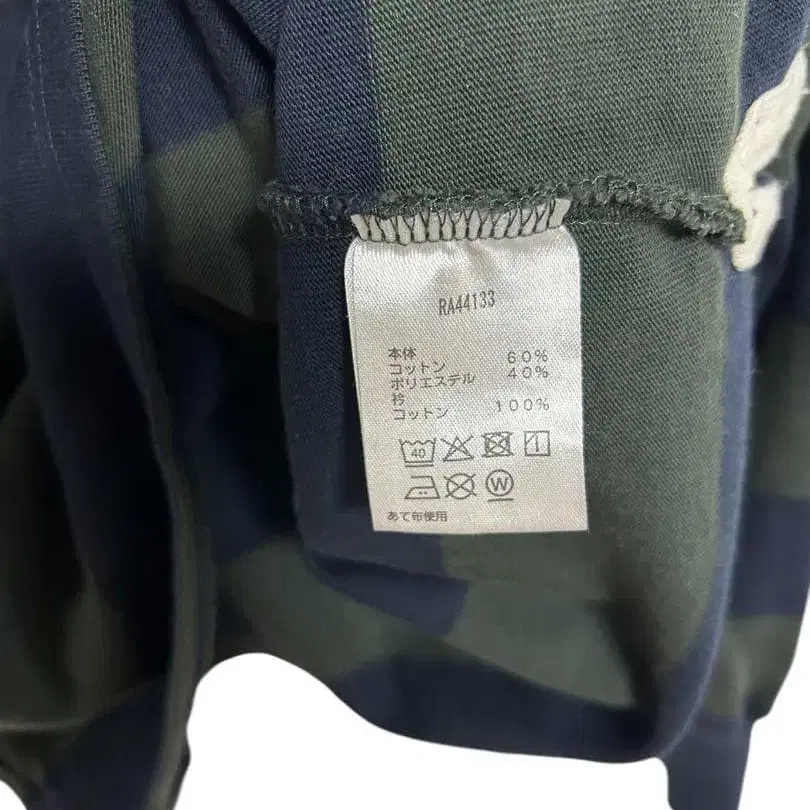 RA44133
本体
コットン 60%
ポリエステル 40%
衿
コットン 100%
40
W
あて布使用